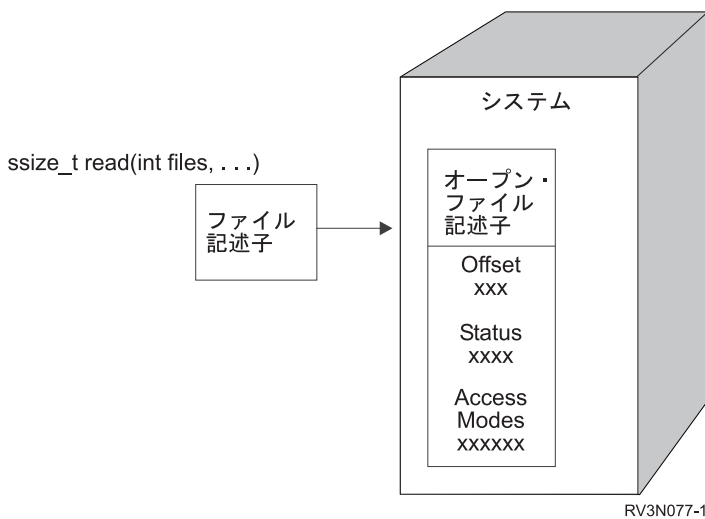 システム
ssize_t read(int files, . . .)
ファイル
記述子
オープン・
ファイル
記述子
Offset
xxx
Status
xxxx
Access
Modes
xxxxxx
RV3N077-1